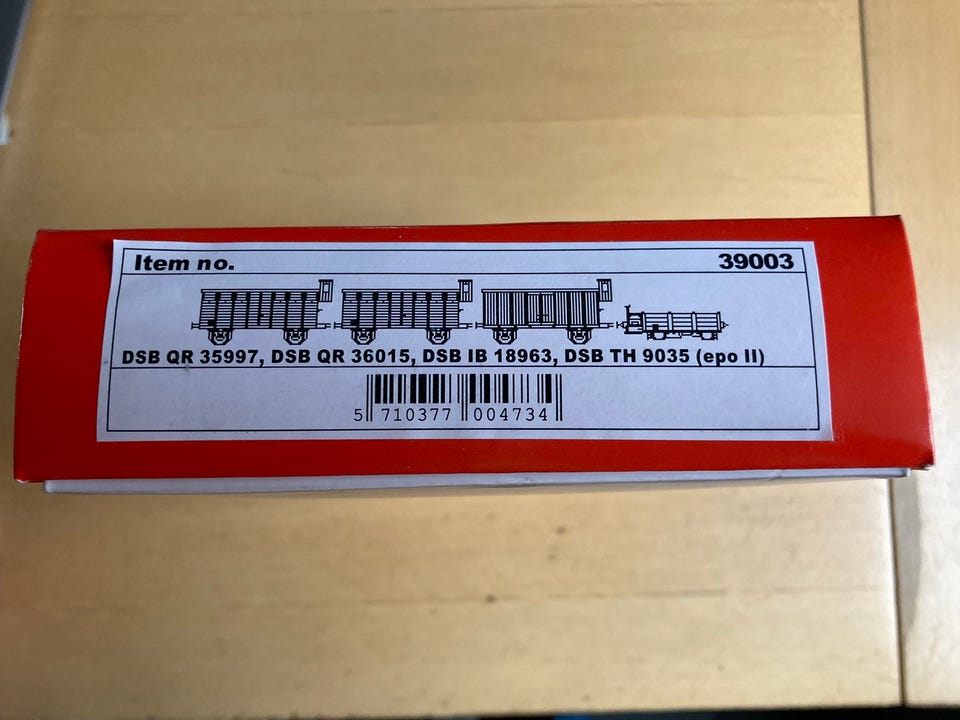 Item no. 39003
DSB QR 35997, DSB QR 36015, DSB IB 18963, DSB TH 9035 (epo II)
5 710377 004734